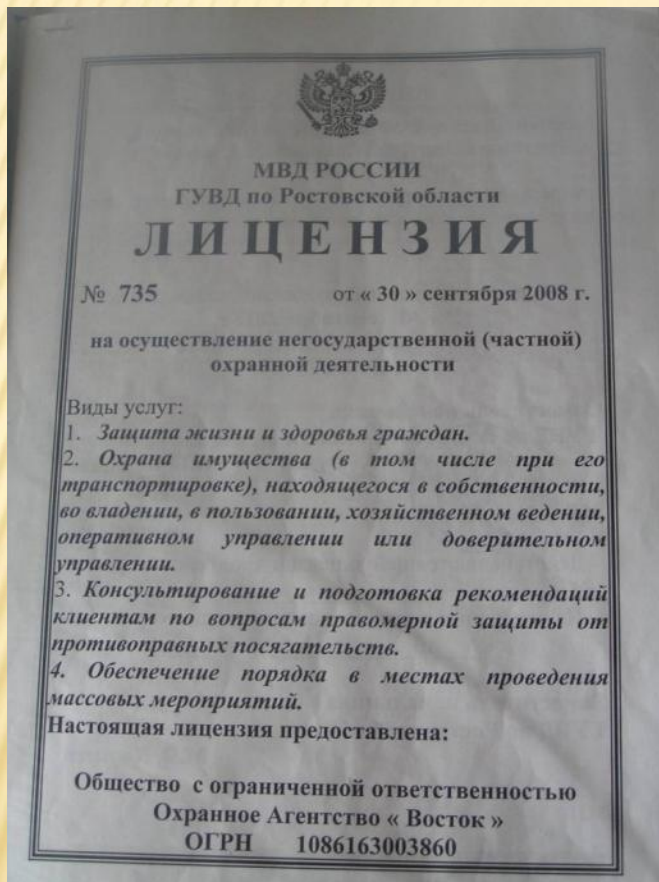 МВД РОССИИ
ГУВД по Ростовской области
ЛИЦЕНЗИЯ
№ 735 от « 30 » сентября 2008 г.
на осуществление негосударственной (частной)
охранной деятельности
Виды услуг:
1. Защита жизни и здоровья граждан.
2. Охрана имущества (в том числе при его
транспортировке), находящегося в собственности,
во владении, в пользовании, хозяйственном ведении,
оперативном управлении или доверительном
управлении.
3. Консультирование и подготовка рекомендаций
клиентам по вопросам правомерной защиты от
противоправных посягательств.
4. Обеспечение порядка в местах проведения
массовых мероприятий.
Настоящая лицензия предоставлена:
Общество с ограниченной ответственностью
Охранное Агентство « Восток »
ОГРН 1086163003860